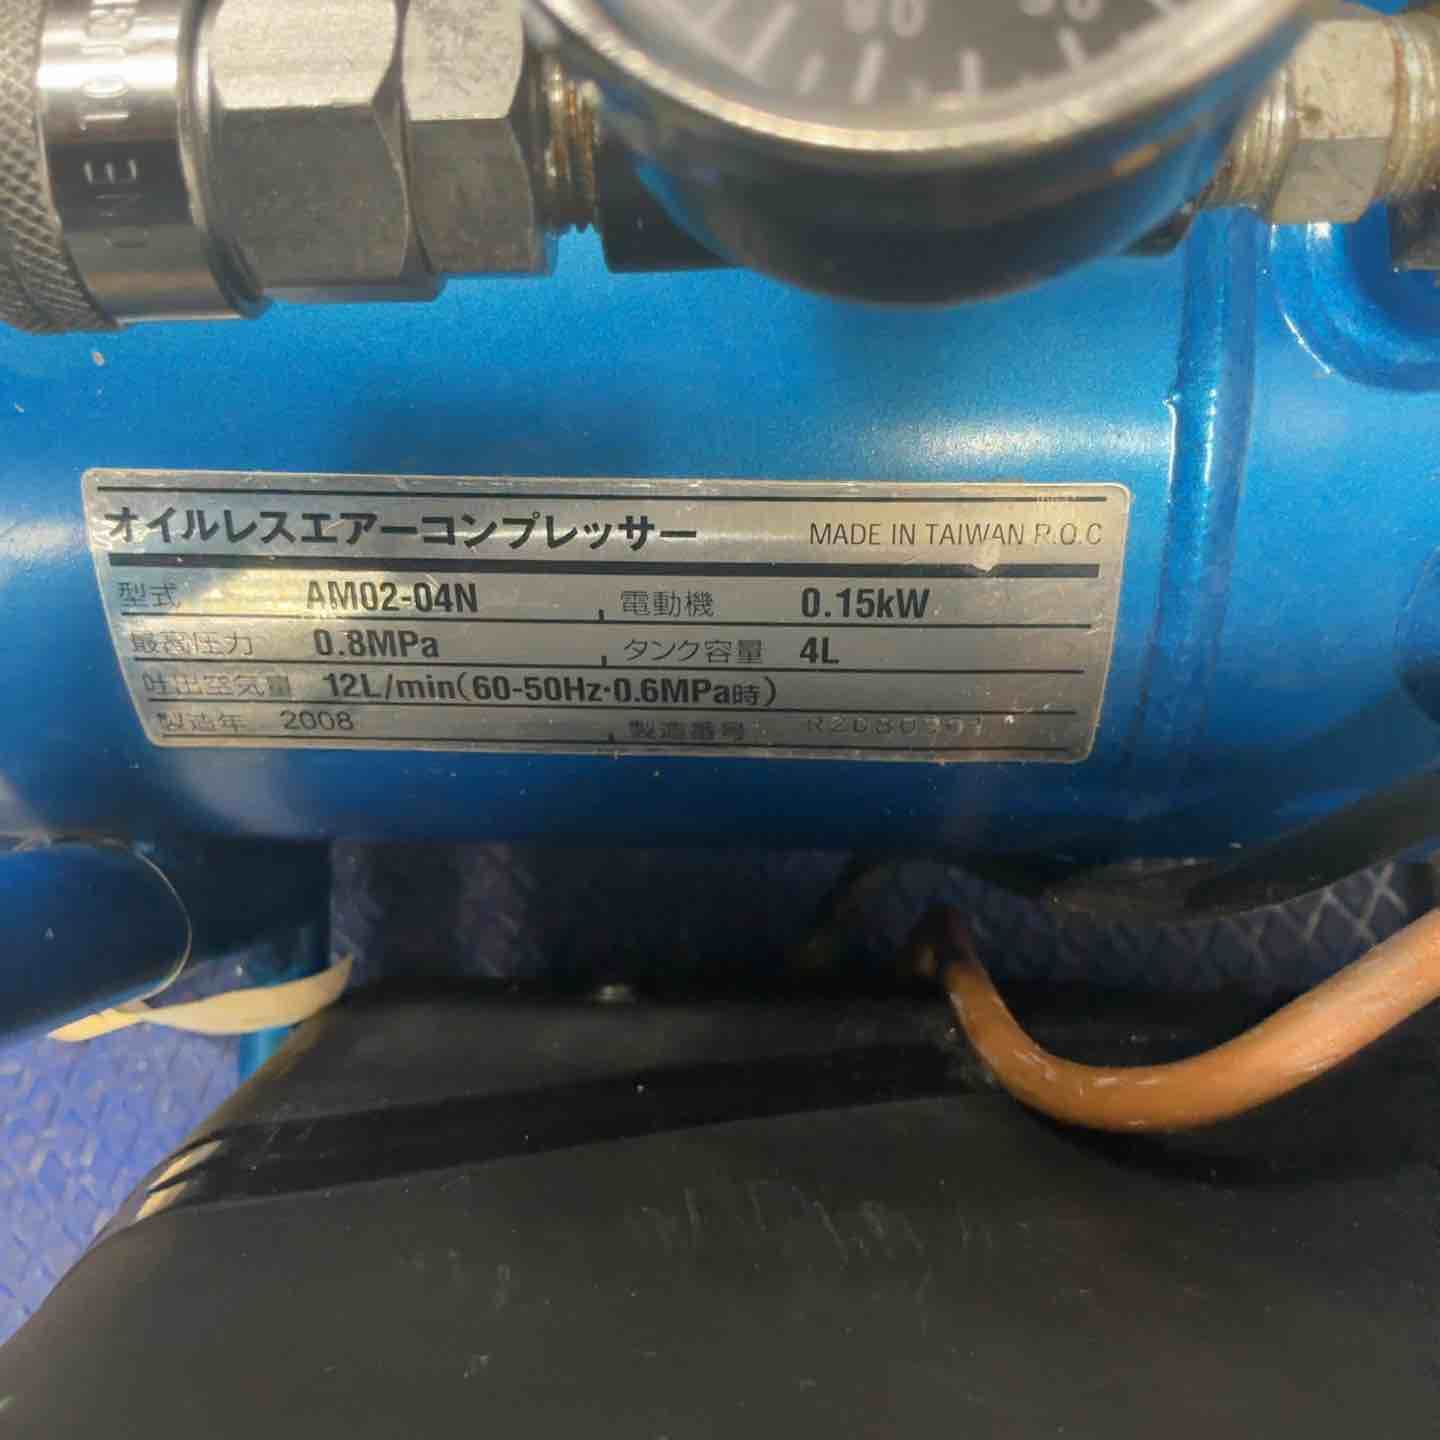 ONE TOUCH
オイルレスエアーコンプレッサー MADE IN TAIWAN R.O.C
型式 AM02-04N 電動機 0.15kW
最高圧力 0.8MPa タンク容量 4L
吐出空気量 12L/min(60-50Hz·0.6MPa時)
製造年 2008 製造番号